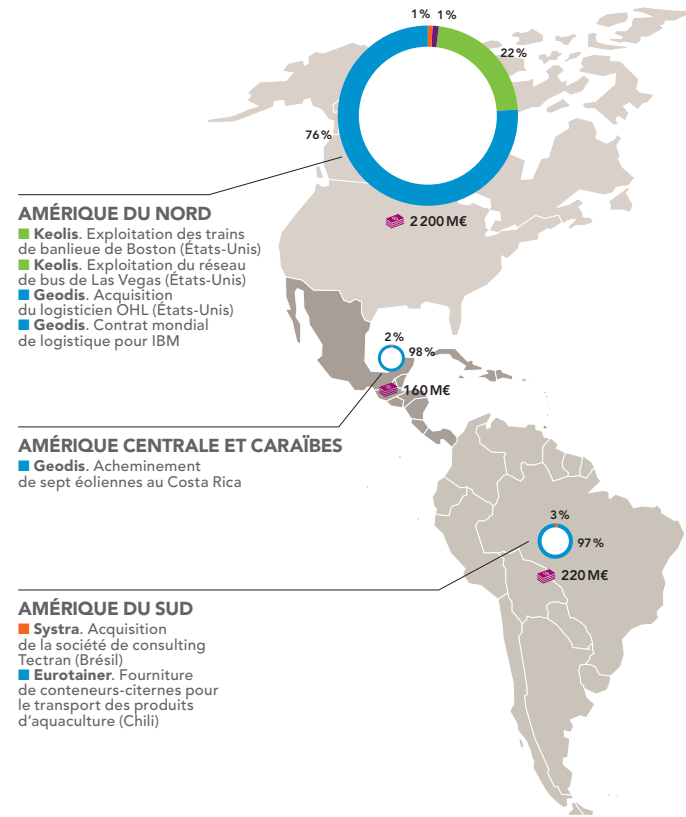 1 % 1 %
22 %
76 %
2 200 M€
AMÉRIQUE DU NORD
Keolis. Exploitation des trains
de banlieue de Boston (États-Unis)
Keolis. Exploitation du réseau
de bus de Las Vegas (États-Unis)
Geodis. Acquisition
du logisticien OHL (États-Unis)
Geodis. Contrat mondial
de logistique pour IBM
2 %
98 %
160 M€
AMÉRIQUE CENTRALE ET CARAÏBES
Geodis. Acheminement
de sept éoliennes au Costa Rica
3 %
97 %
220 M€
AMÉRIQUE DU SUD
Systra. Acquisition
de la société de consulting
Tectran (Brésil)
Eurotainer. Fourniture
de conteneurs-citernes pour
le transport des produits
d'aquaculture (Chili)